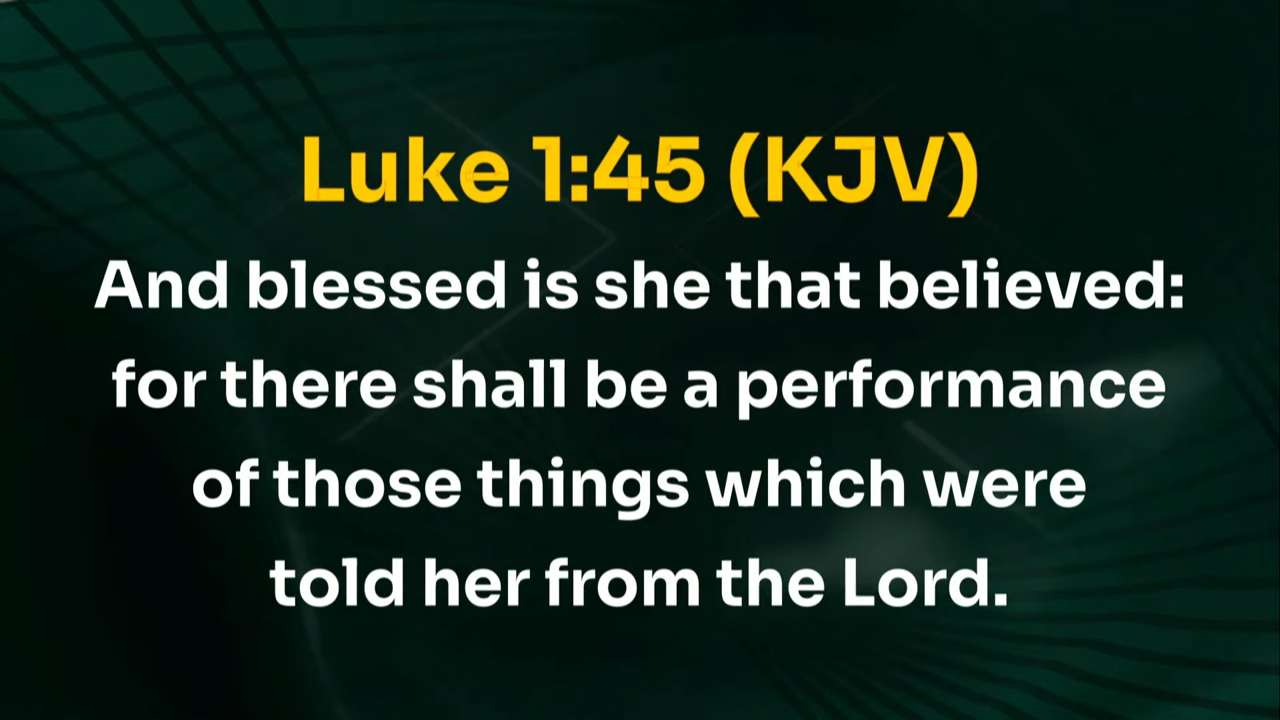 Luke 1:45 (KJV)
And blessed is she that believed:
for there shall be a performance
of those things which were
told her from the Lord.